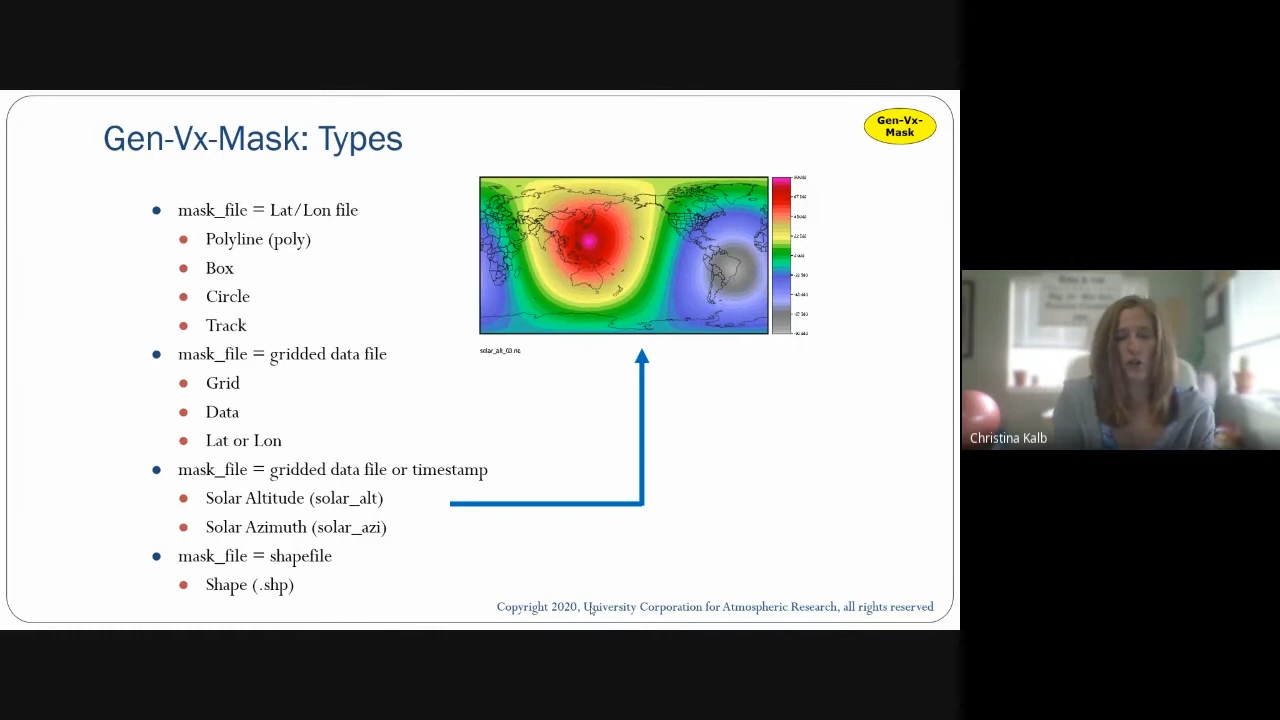 Gen-Vx-Mask: Types
Gen-Vx-
Mask
mask_file = Lat/Lon file
Polyline (poly)
Box
Circle
Track
mask_file = gridded data file
Grid
Data
Lat or Lon
mask_file = gridded data file or timestamp
Solar Altitude (solar_alt)
Solar Azimuth (solar_azi)
mask_file = shapefile
Shape (.shp)
solar_alt_03.nc
Copyright 2020, University Corporation for Atmospheric Research, all rights reserved
Christina Kalb